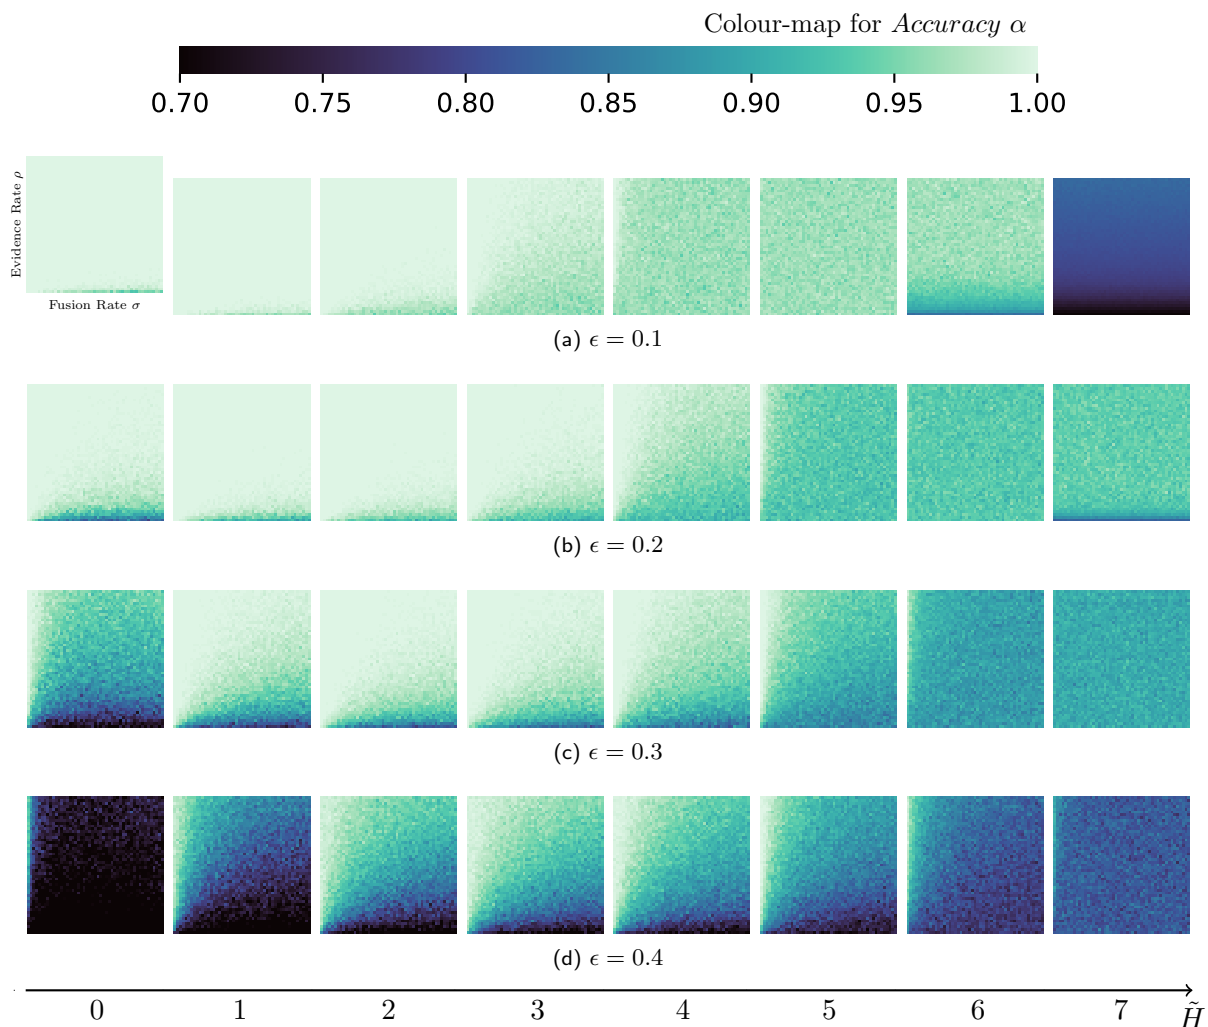 Colour-map for Accuracy α
0.70 0.75 0.80 0.85 0.90 0.95 1.00
Evidence Rate ρ
Fusion Rate σ
(a) ϵ = 0.1
(b) ϵ = 0.2
(c) ϵ = 0.3
(d) ϵ = 0.4
0 1 2 3 4 5 6 7 H̃